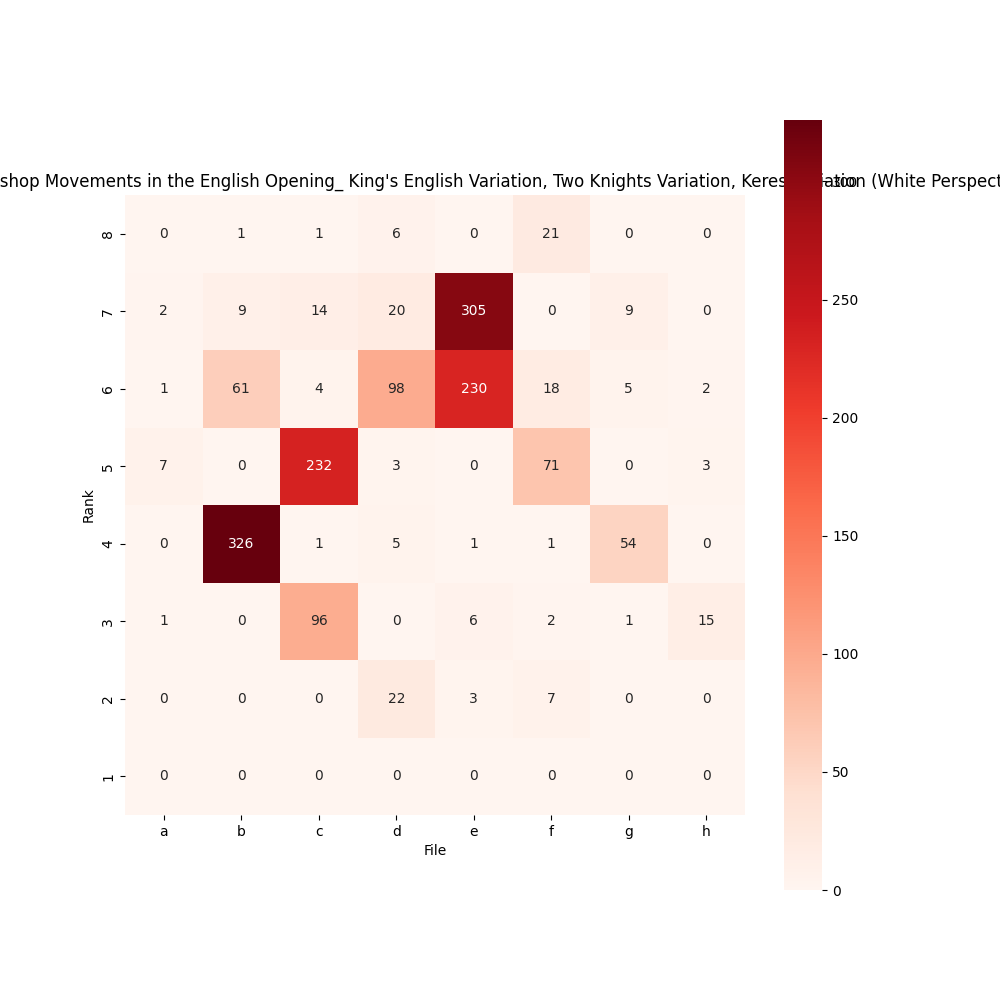 shop Movements in the English Opening_ King's English Variation, Two Knights Variation, Keres iation (White Perspect
8 0 1 1 6 0 21 0 0
7 2 9 14 20 305 0 9 0
6 1 61 4 98 230 18 5 2
5 7 0 232 3 0 71 0 3
4 0 326 1 5 1 1 54 0
3 1 0 96 0 6 2 1 15
2 0 0 0 22 3 7 0 0
1 0 0 0 0 0 0 0 0
a b c d e f g h
File
Rank
300
250
200
150
100
50
0